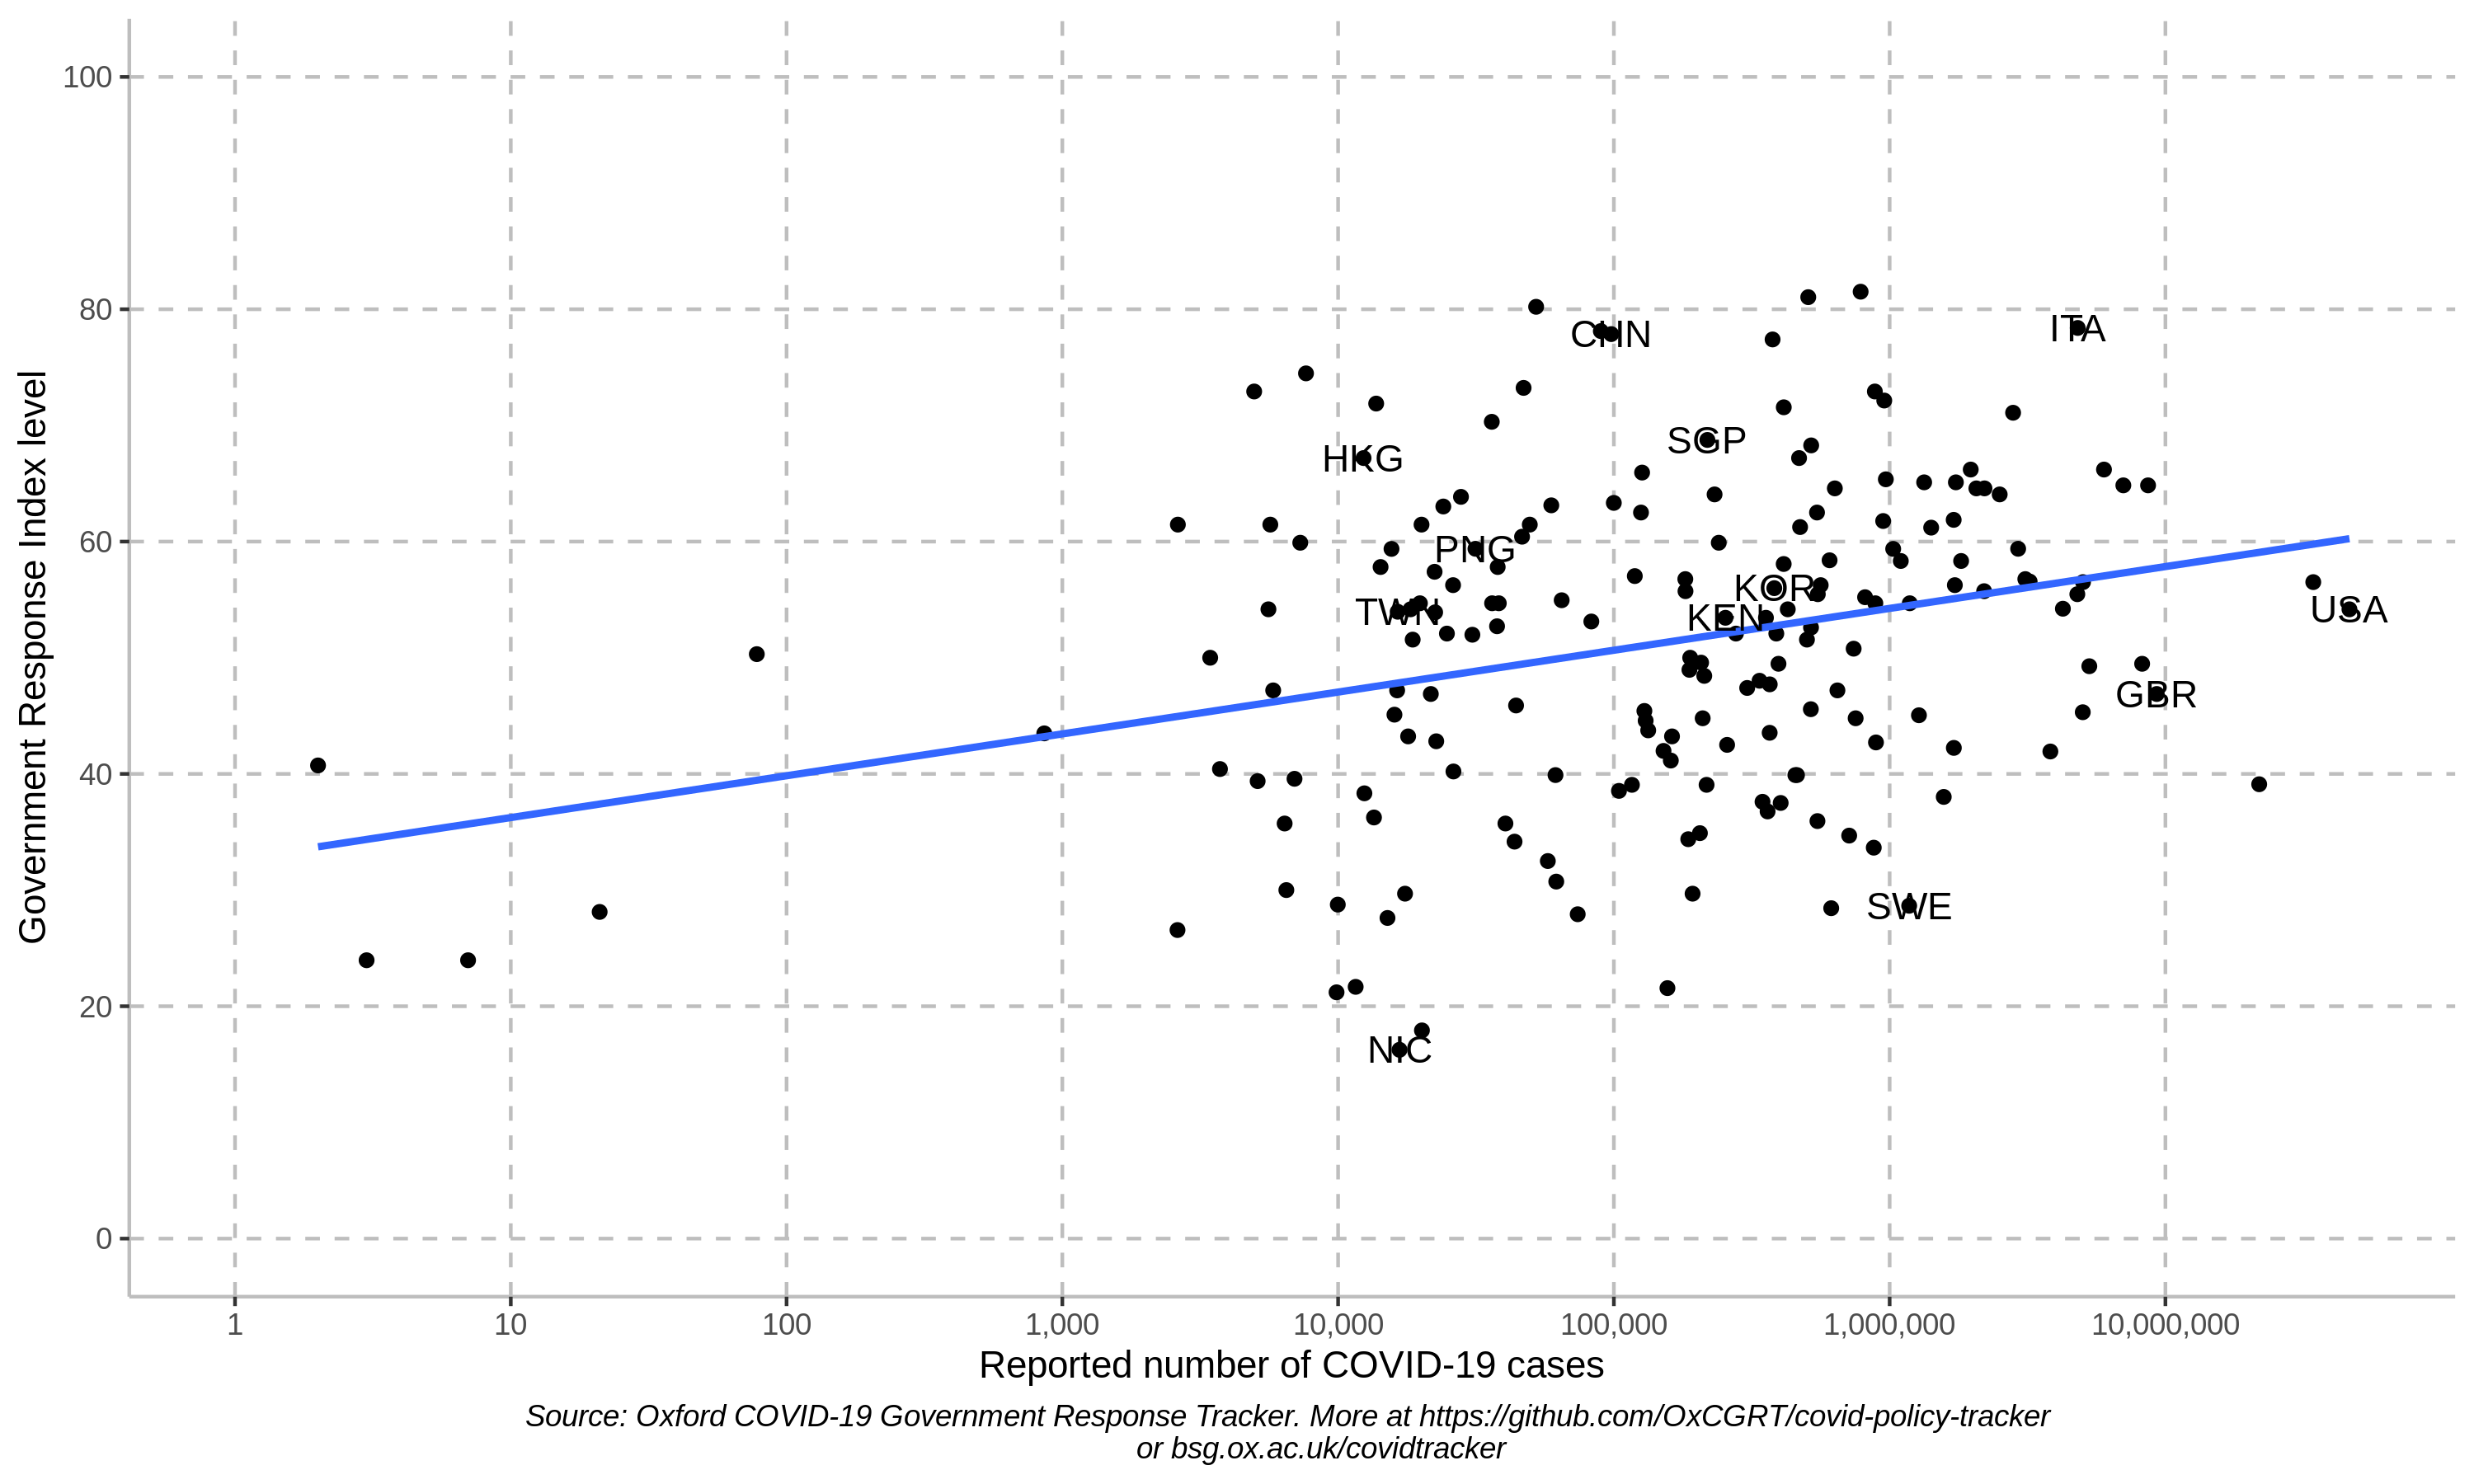 Government Response Index level
100
80
60
40
20
0
CHN
ITA
SGP
HKG
PNG
KOR
TWN
KEN
USA
GBR
SWE
NIC
1
10
100
1,000
10,000
100,000
1,000,000
10,000,000
Reported number of COVID-19 cases
Source: Oxford COVID-19 Government Response Tracker. More at https://github.com/OxCGRT/covid-policy-tracker
or bsg.ox.ac.uk/covidtracker